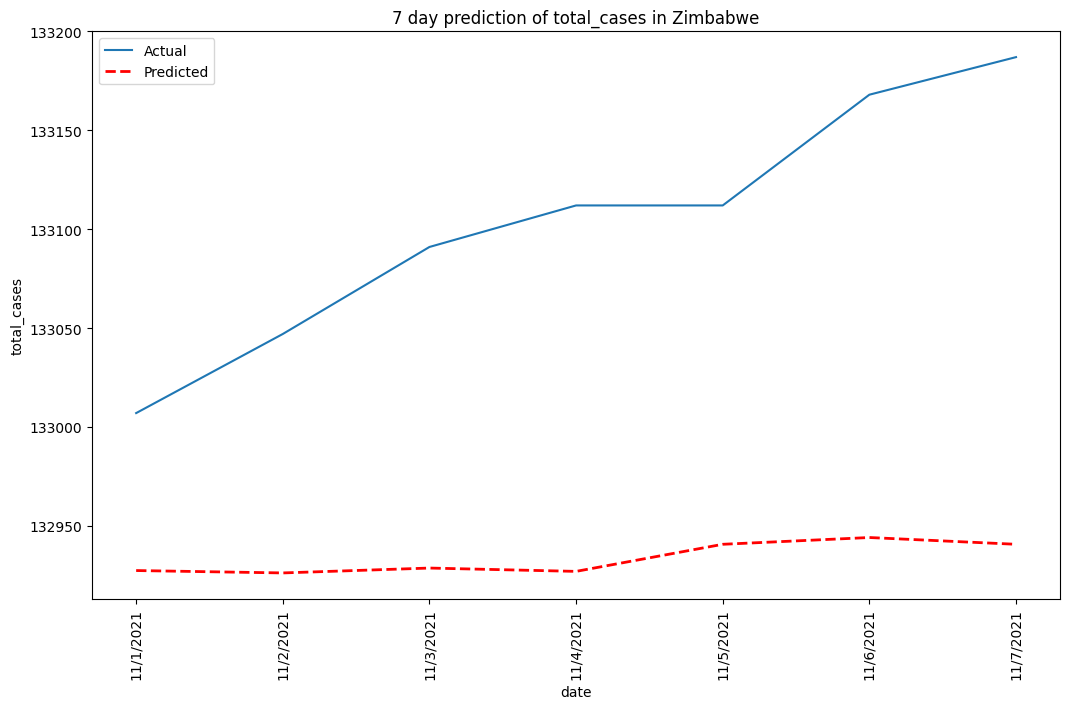 7 day prediction of total_cases in Zimbabwe
Actual
Predicted
133200
133150
133100
133050
133000
132950
total_cases
11/1/2021
11/2/2021
11/3/2021
11/4/2021
11/5/2021
11/6/2021
11/7/2021
date